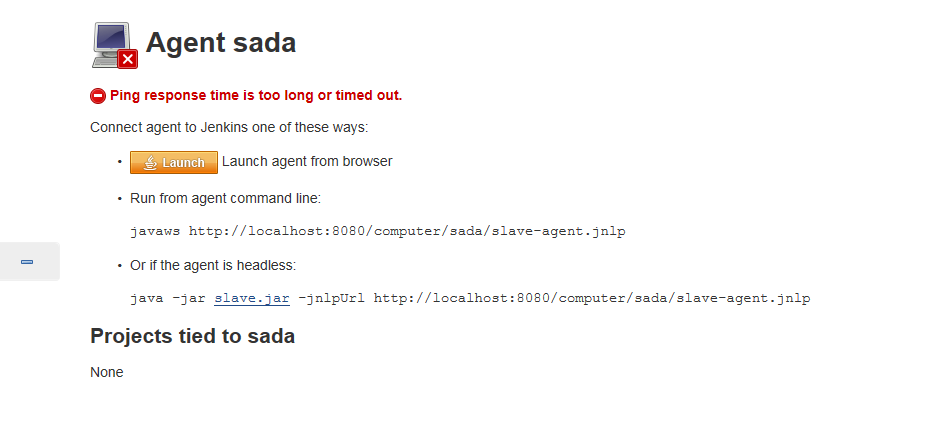 Agent sada
Ping response time is too long or timed out.
Connect agent to Jenkins one of these ways:
Launch Launch agent from browser
Run from agent command line:
javaws http://localhost:8080/computer/sada/slave-agent.jnlp
Or if the agent is headless:
java -jar slave.jar -jnlpUrl http://localhost:8080/computer/sada/slave-agent.jnlp
Projects tied to sada
None